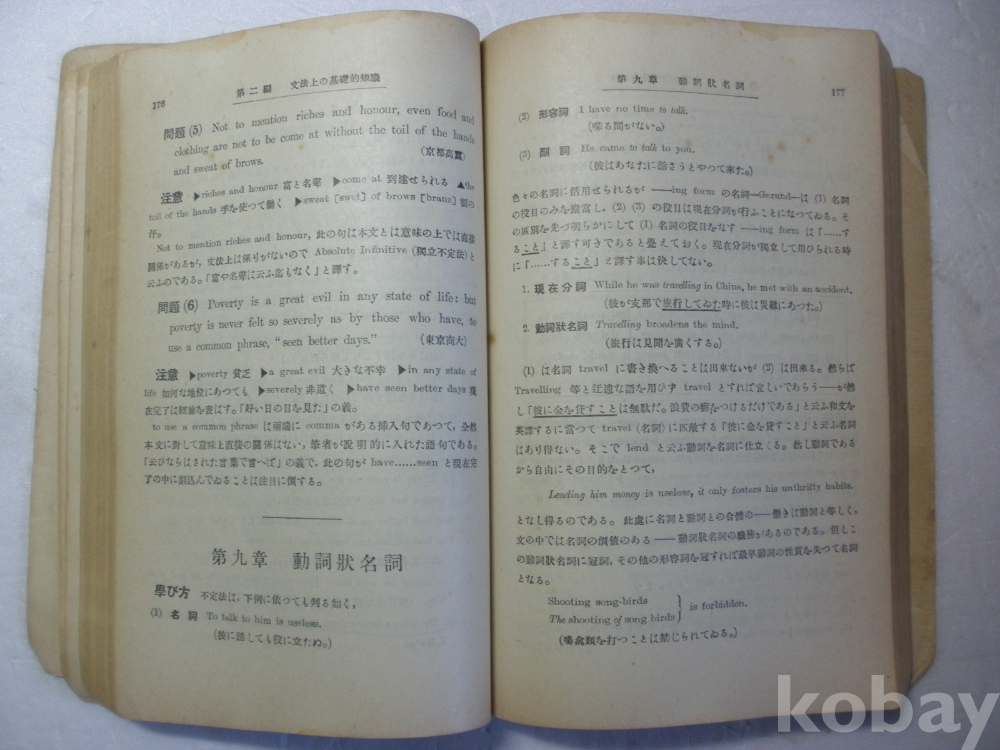 176
第二編　文法上の基礎的知識
問題 (5) Not to mention riches and honour, even food and
clothing are not to be come at without the toil of the hands
and sweat of brows.
(京都高蠶)
注意 ▶riches and honour 富と名譽 ▶come at 到達せられる ▲the
toil of the hands 手を使つて働く ▶sweat [swet] of brows [brauz] 額の
汗。
Not to mention riches and honour, 此の句は本文とは意味の上では直接
關係があるが、文法上は係りがないので Absolute Infinitive (獨立不定法) と
云ふのである。「富や名譽は云ふ迄もなく」と譯す。
問題 (6) Poverty is a great evil in any state of life: but
poverty is never felt so severely as by those who have, to
use a common phrase, "seen better days."
(東京商大)
注意 ▶poverty 貧乏 ▶a great evil 大きな不幸 ▶in any state of
life 如何な地位にあつても ▶severely 非道く ▶have seen better days 現
在完了は經驗を表はす。「好い目の目を見た」の義。
to use a common phrase は兩端に comma がある挿入句であつて、全然
本文に對して意味上直接の關係はない、筆者が說明的に入れた語句である。
「云ひならはされた言葉で言へば」の義で、此の句が have......seen と現在完
了の中に割込んでゐることは注目に價する。
第九章　動詞狀名詞
學び方 不定法は、下例に依つても判る如く、
(1) 名詞 To talk to him is useless.
(彼に話しても役に立たぬ。)
第九章　動詞狀名詞
177
(2) 形容詞 I have no time to talk.
(喋る間がない。)
(3) 副詞 He came to talk to you.
(彼はあなたに話さうとやつて來た。)
色々の名詞に活用せられるが ——ing form の名詞—Gerund—は (1) 名詞
の役目のみを擔當し、(2) (3) の役目は現在分詞が行ふことになつてゐる。そ
の區別を先づ明らかにして (1) 名詞の役目をなす —ing form は「……す
ること」と譯す可きであると覺えておく。現在分詞が獨立して用ひられる時
に「……すること」と譯す事は決してない。
1. 現在分詞 While he was travelling in China, he met with an accident.
(彼が支那で旅行してゐた時に彼は災難にあつた。)
2. 動詞狀名詞 Travelling broadens the mind.
(旅行は見聞を廣くする。)
(1) は名詞 travel に書き換へることは出來ないが (2) は出來る。然らば
Travelling 等と迂遠な語を用ひず travel とすれば宜しいであらう——が然
し「彼に金を貸すことは無駄だ。浪費の癖をつけるだけである」と云ふ和文を
英譯するに當つて travel (名詞) に匹敵する「彼に金を貸すこと」と云ふ名詞
はあり得ない。そこで lend と云ふ動詞を名詞に仕立てる。然し動詞である
から自由にその目的をとつて、
Lending him money is useless, it only fosters his unthrifty habits.
となし得るのである。此處に名詞と動詞との合體の——働きは動詞と等しく、
文の中では名詞の價値のある——動詞狀名詞の職務があるのである。但しこ
の動詞狀名詞に冠詞、その他の形容詞を冠すれば最早動詞の性質を失つて名詞
となる。
Shooting song-birds
The shooting of song birds
is forbidden.
(鳴禽類を打つことは禁じられてゐる。)
kobay